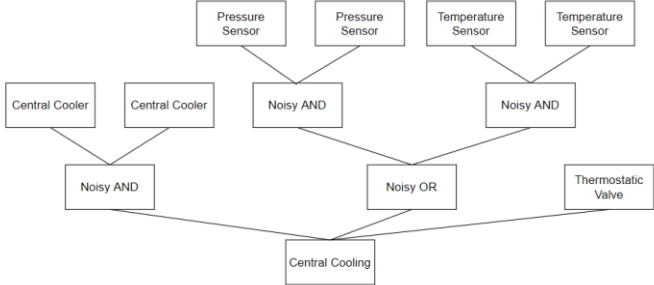 Pressure
Sensor
Pressure
Sensor
Temperature
Sensor
Temperature
Sensor
Central Cooler
Central Cooler
Noisy AND
Noisy AND
Noisy AND
Noisy OR
Thermostatic
Valve
Central Cooling